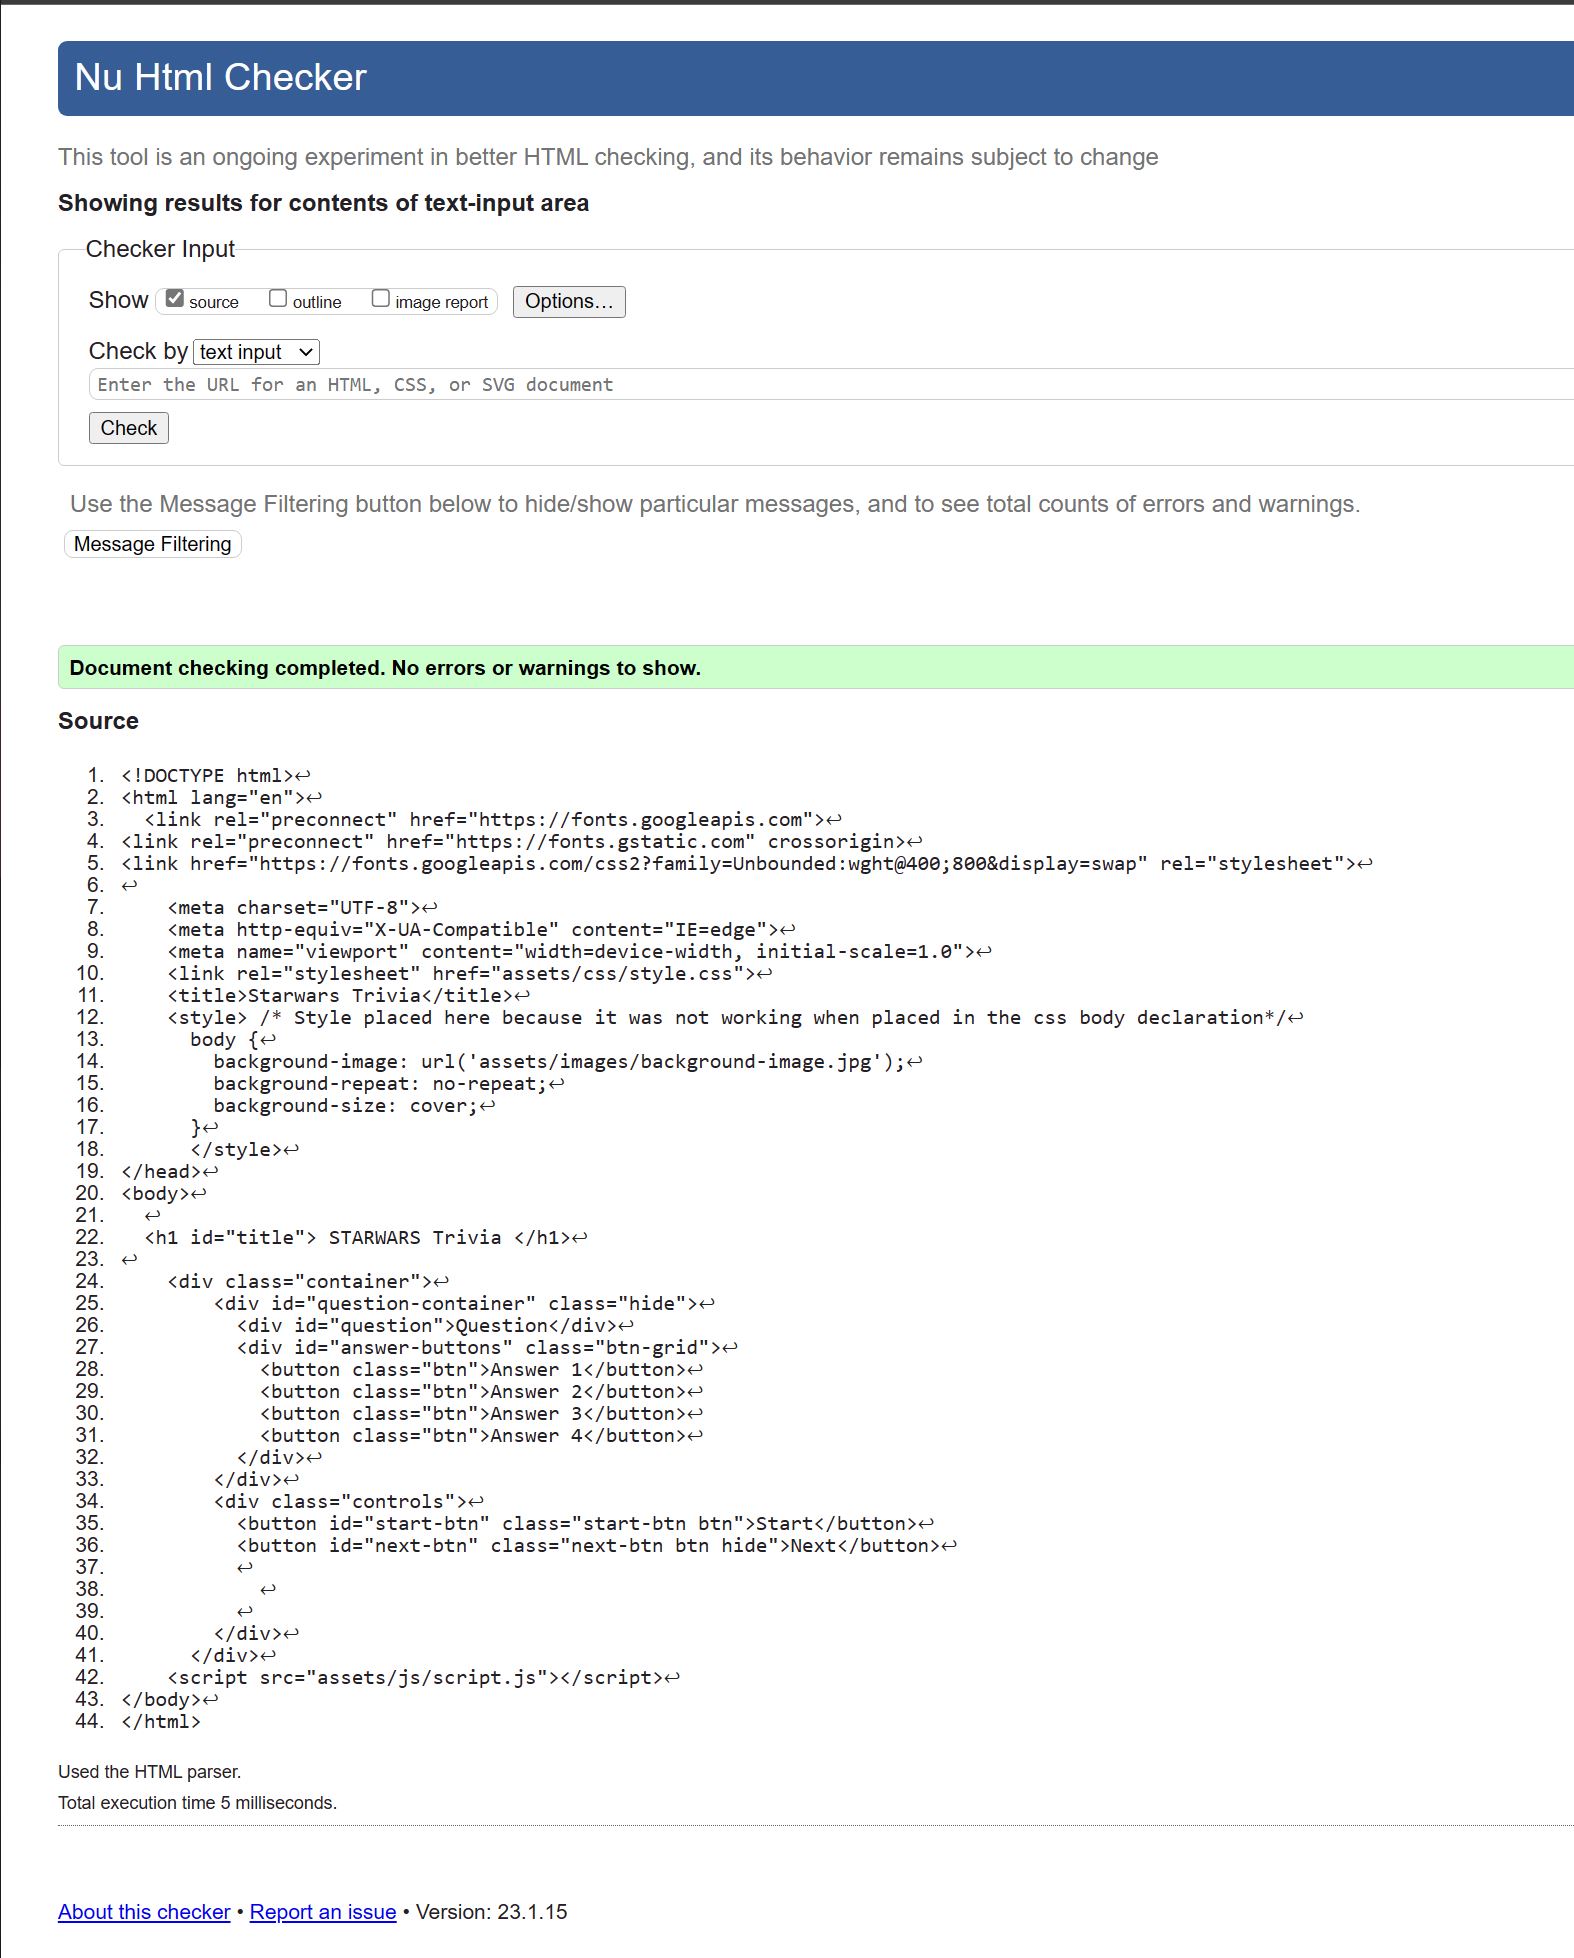 Nu Html Checker
This tool is an ongoing experiment in better HTML checking, and its behavior remains subject to change
Showing results for contents of text-input area
Checker Input
Show source outline image report Options...
Check by text input
Enter the URL for an HTML, CSS, or SVG document
Check
Use the Message Filtering button below to hide/show particular messages, and to see total counts of errors and warnings.
Message Filtering
Document checking completed. No errors or warnings to show.
Source
1. <!DOCTYPE html>↩
2. <html lang="en">↩
3.   <link rel="preconnect" href="https://fonts.googleapis.com">↩
4. <link rel="preconnect" href="https://fonts.gstatic.com" crossorigin>↩
5. <link href="https://fonts.googleapis.com/css2?family=Unbounded:wght@400;800&display=swap" rel="stylesheet">↩
6. ↩
7.     <meta charset="UTF-8">↩
8.     <meta http-equiv="X-UA-Compatible" content="IE=edge">↩
9.     <meta name="viewport" content="width=device-width, initial-scale=1.0">↩
10.     <link rel="stylesheet" href="assets/css/style.css">↩
11.     <title>Starwars Trivia</title>↩
12.     <style> /* Style placed here because it was not working when placed in the css body declaration*/↩
13.       body {↩
14.         background-image: url('assets/images/background-image.jpg');↩
15.         background-repeat: no-repeat;↩
16.         background-size: cover;↩
17.       }↩
18.       </style>↩
19. </head>↩
20. <body>↩
21.   ↩
22.   <h1 id="title"> STARWARS Trivia </h1>↩
23. ↩
24.     <div class="container">↩
25.         <div id="question-container" class="hide">↩
26.           <div id="question">Question</div>↩
27.           <div id="answer-buttons" class="btn-grid">↩
28.             <button class="btn">Answer 1</button>↩
29.             <button class="btn">Answer 2</button>↩
30.             <button class="btn">Answer 3</button>↩
31.             <button class="btn">Answer 4</button>↩
32.           </div>↩
33.         </div>↩
34.         <div class="controls">↩
35.           <button id="start-btn" class="start-btn btn">Start</button>↩
36.           <button id="next-btn" class="next-btn btn hide">Next</button>↩
37.           ↩
38.             ↩
39.           ↩
40.         </div>↩
41.       </div>↩
42.     <script src="assets/js/script.js"></script>↩
43. </body>↩
44. </html>
Used the HTML parser.
Total execution time 5 milliseconds.
About this checker • Report an issue • Version: 23.1.15